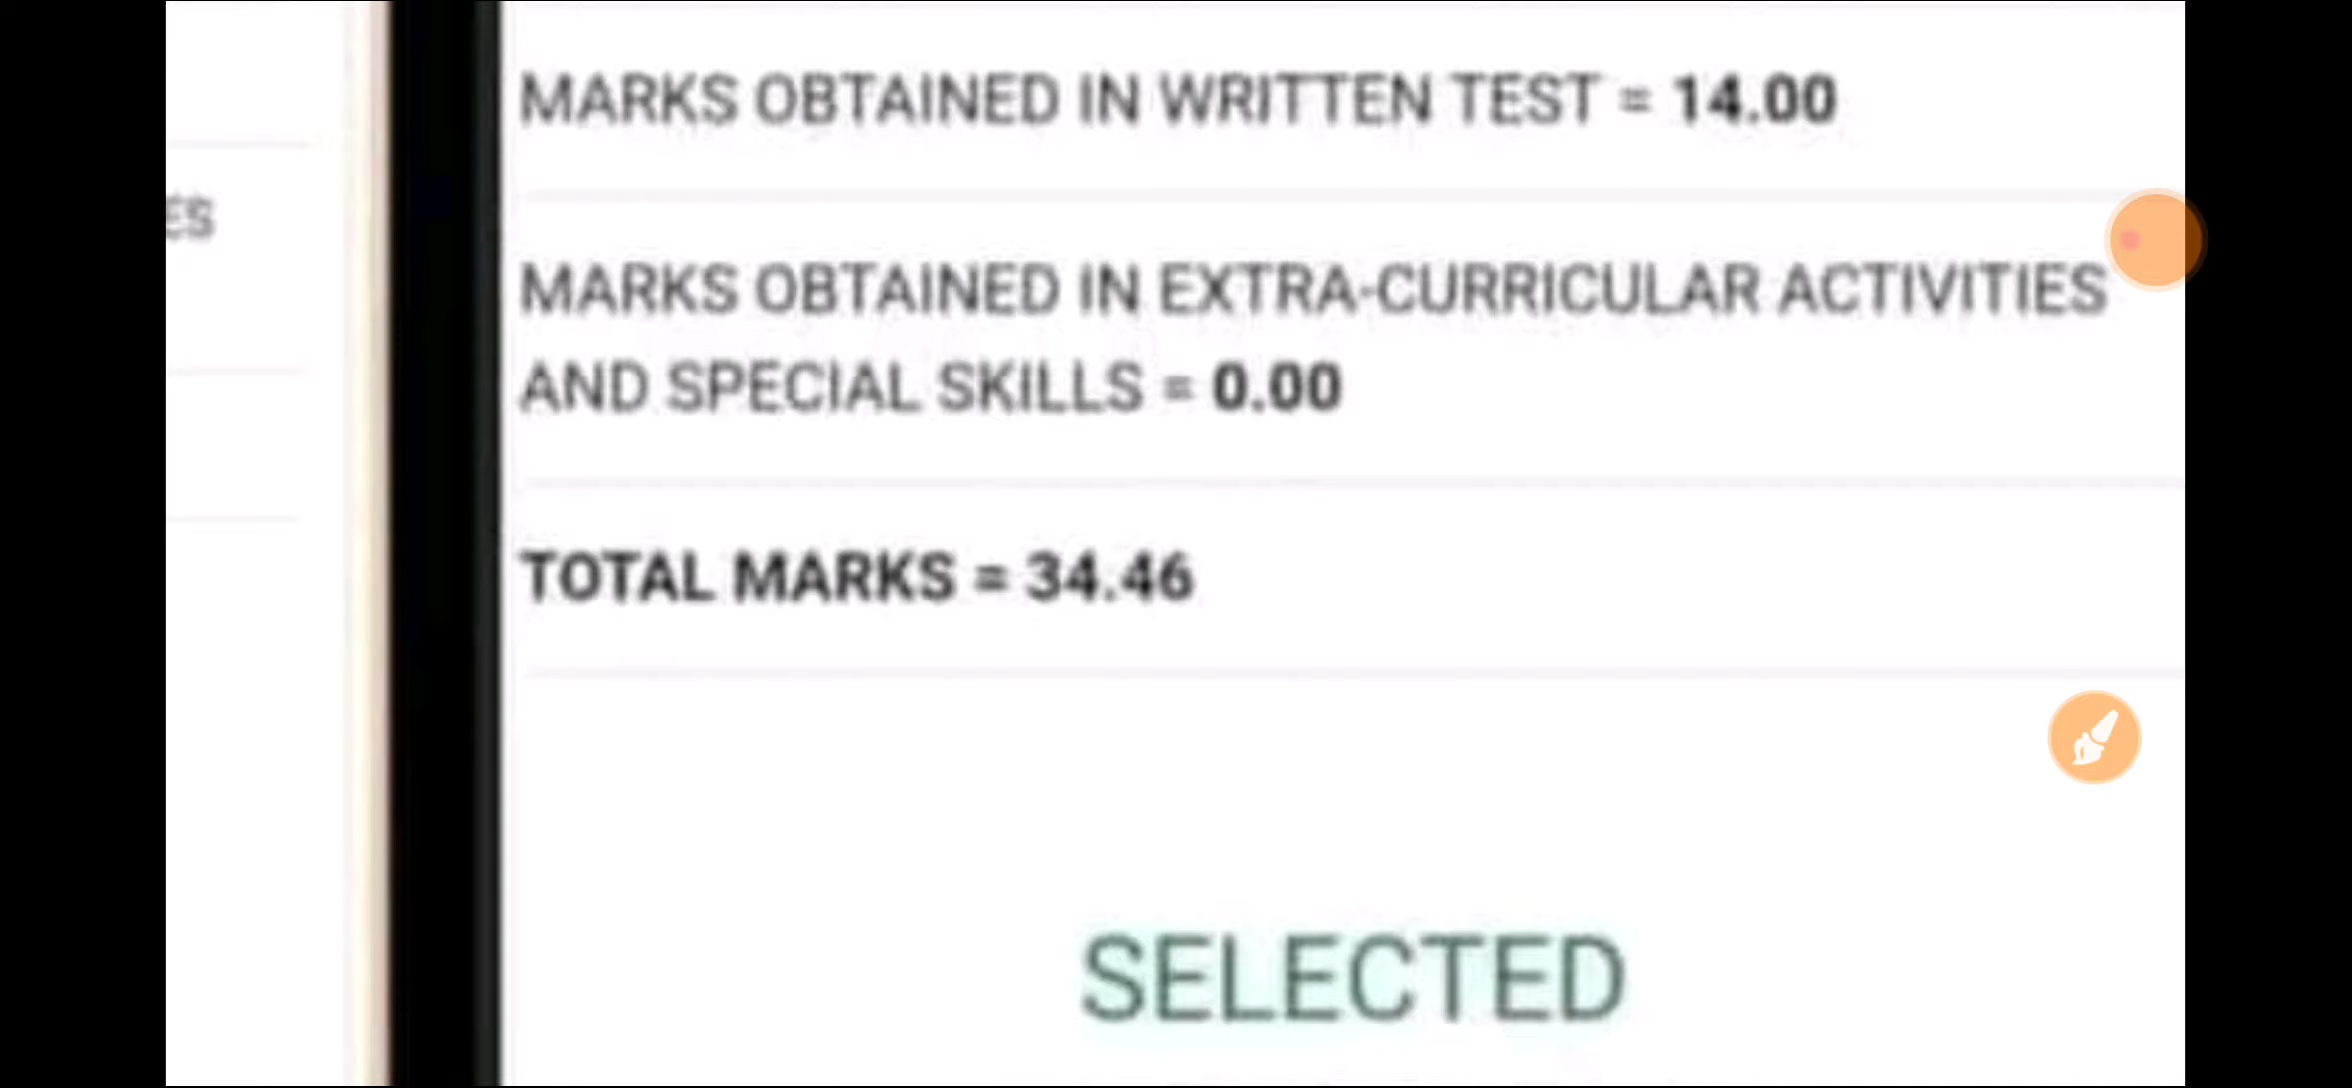 ES
MARKS OBTAINED IN WRITTEN TEST = 14.00
MARKS OBTAINED IN EXTRA-CURRICULAR ACTIVITIES
AND SPECIAL SKILLS = 0.00
TOTAL MARKS = 34.46
SELECTED